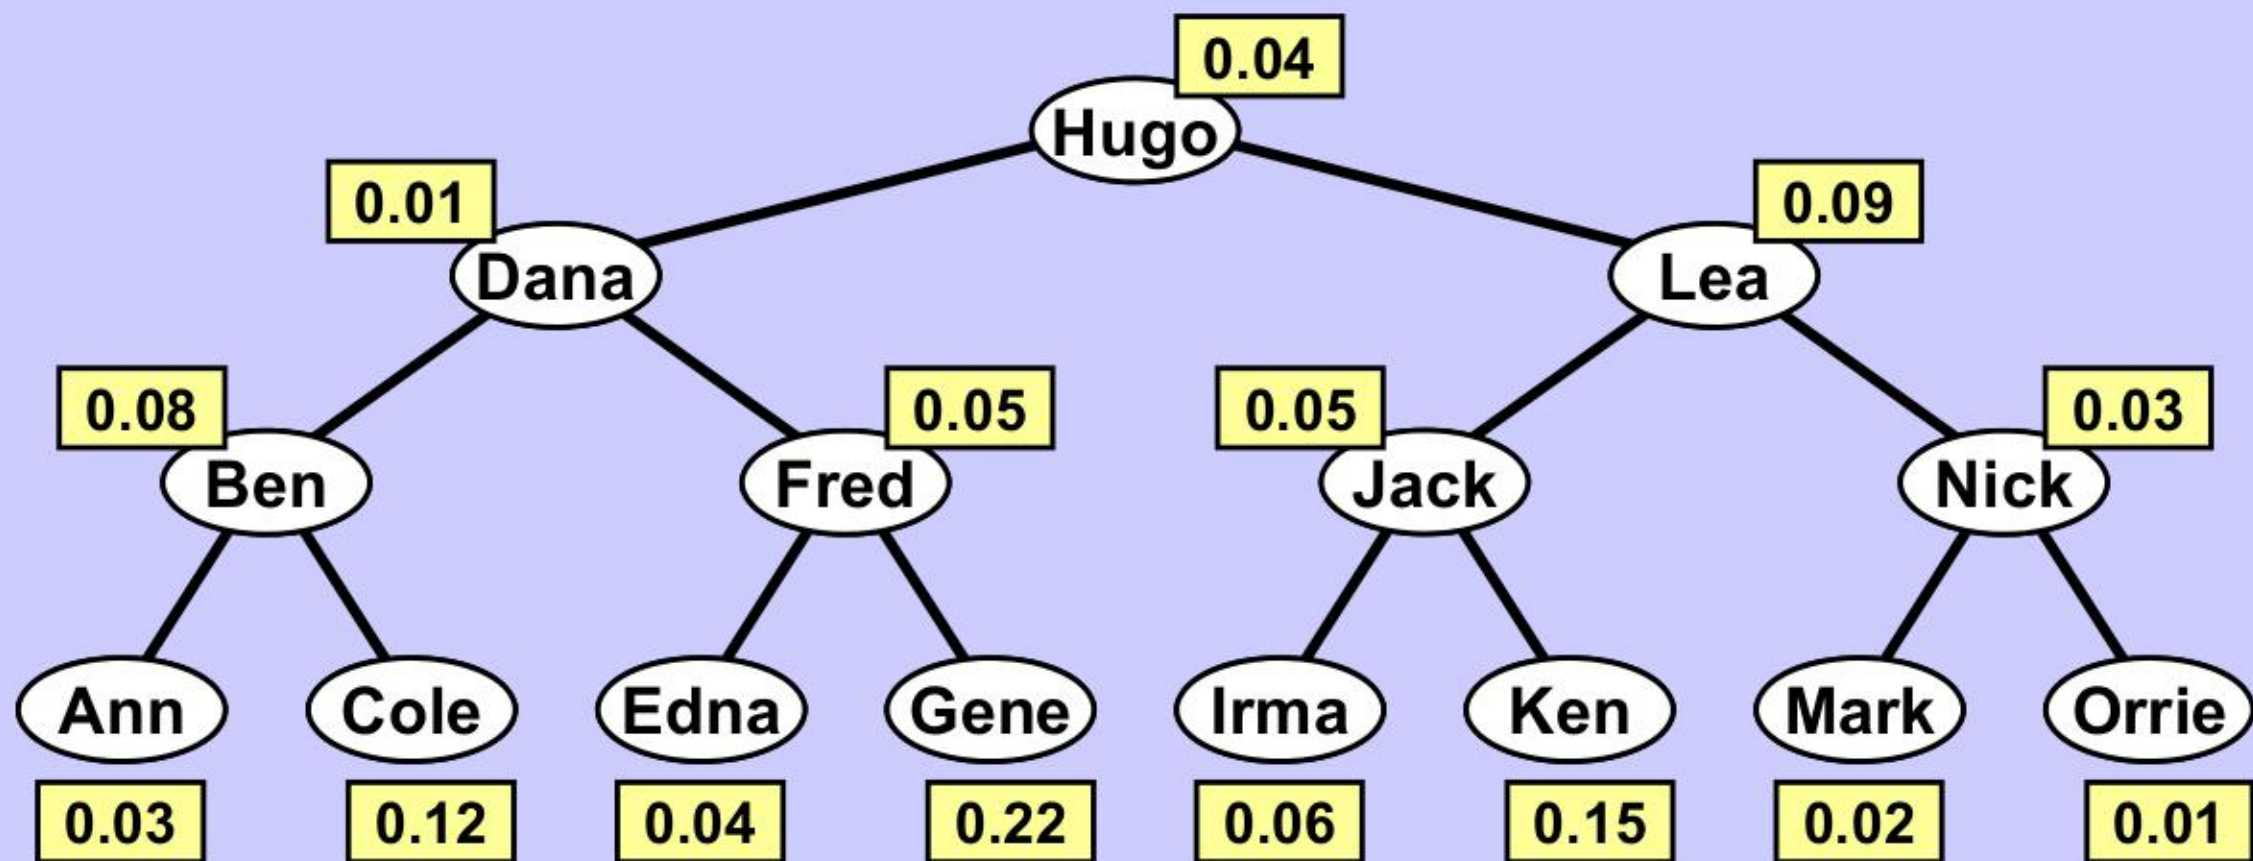 0.04
Hugo
0.01
0.09
Dana
Lea
0.08
0.05
0.05
0.03
Ben
Fred
Jack
Nick
Ann
Cole
Edna
Gene
Irma
Ken
Mark
Orrie
0.03
0.12
0.04
0.22
0.06
0.15
0.02
0.01